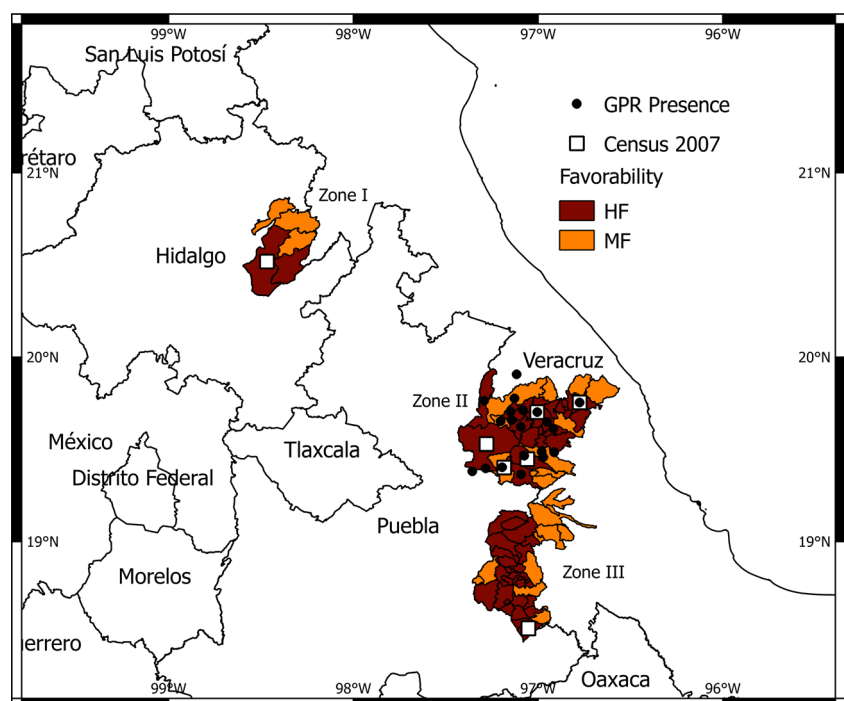 99°W 98°W 97°W 96°W
San Luis Potosí
GPR Presence
Census 2007
rétaro
21°N 21°N
Favorability
Zone I
HF
MF
Hidalgo
20°N 20°N
Veracruz
Zone II
México
Tlaxcala
Distrito Federal
Puebla
19°N 19°N
Zone III
Morelos
uerrero
Oaxaca
99°W 98°W 97°W 96°W